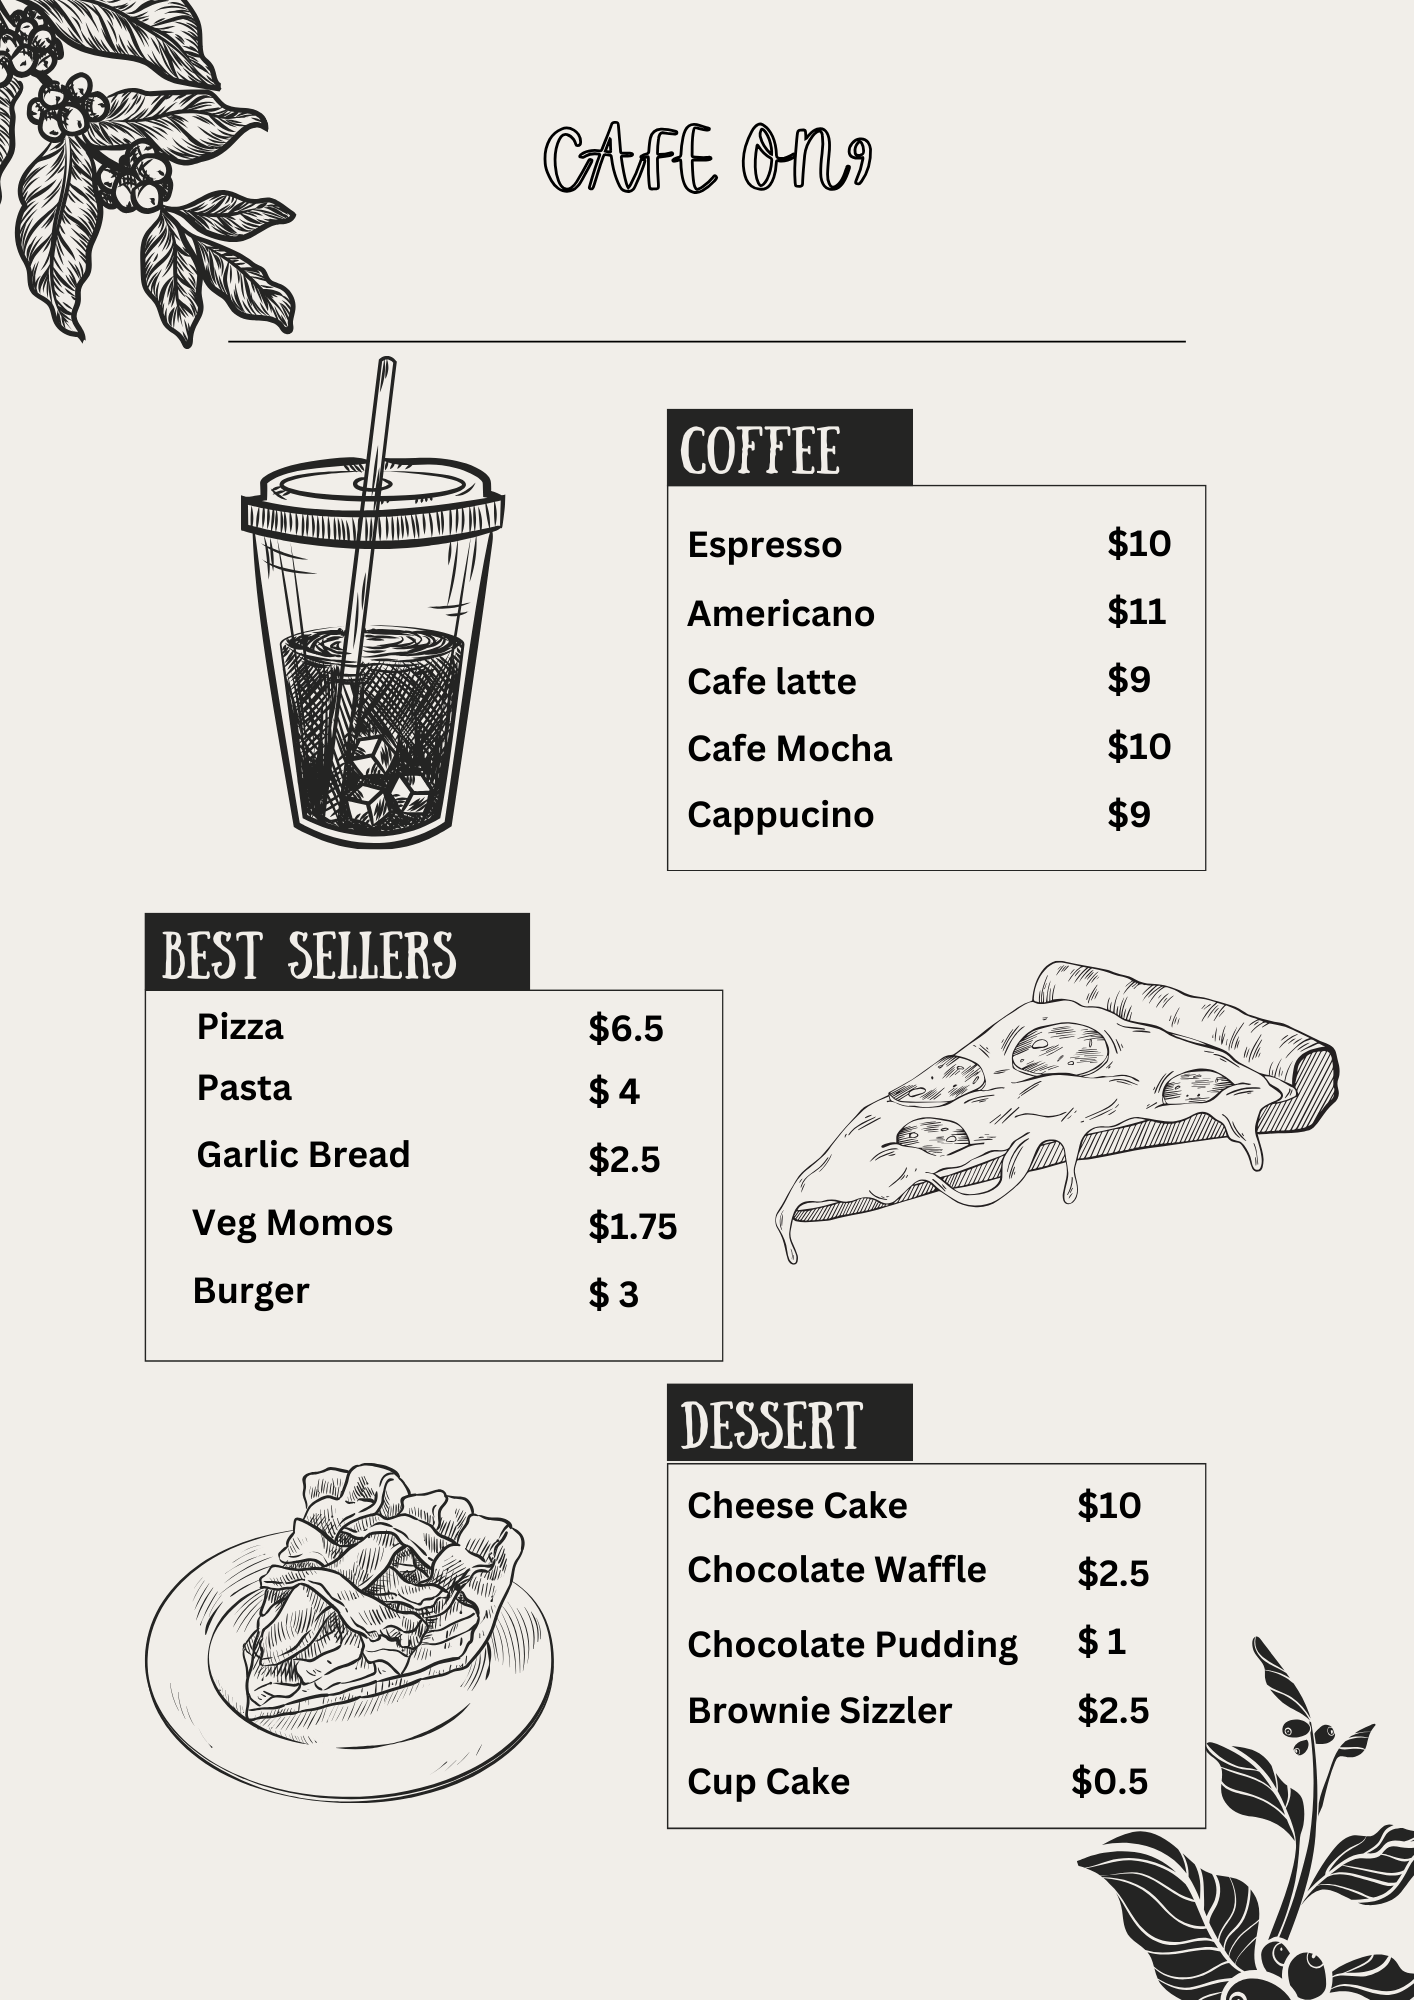 CAFE ON9
COFFEE
Espresso $10
Americano $11
Cafe latte $9
Cafe Mocha $10
Cappucino $9
BEST SELLERS
Pizza $6.5
Pasta $ 4
Garlic Bread $2.5
Veg Momos $1.75
Burger $ 3
DESSERT
Cheese Cake $10
Chocolate Waffle $2.5
Chocolate Pudding $ 1
Brownie Sizzler $2.5
Cup Cake $0.5